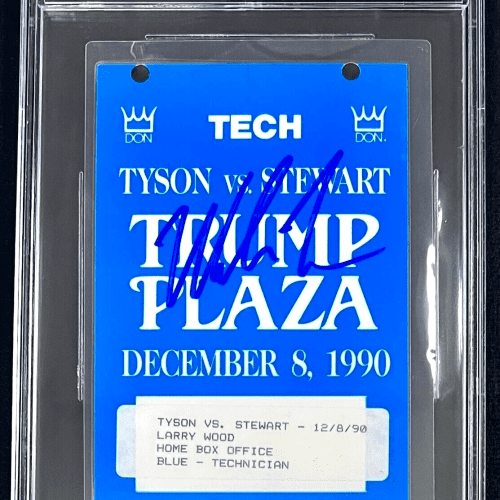 TECH
DON
DON.
TYSON VS. STEWART
TRUMP
PLAZA
DECEMBER 8, 1990
TYSON VS. STEWART - 12/8/90
LARRY WOOD
HOME BOX OFFICE
BLUE - TECHNICIAN